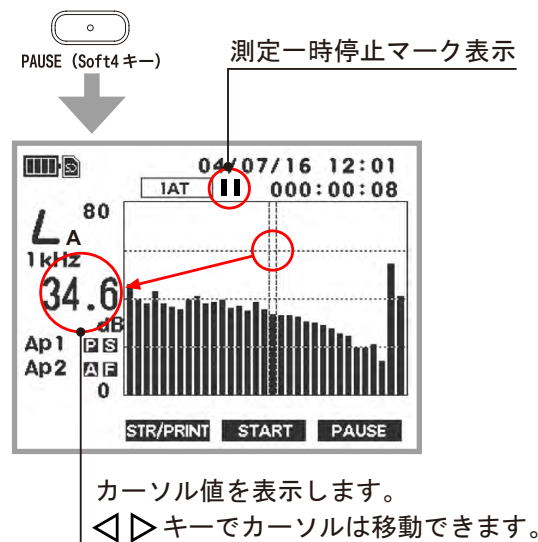 PAUSE (Soft4 キー)
測定一時停止マーク表示
04/07/16 12:01
1AT 000:00:08
80
LA
1kHz
34.6
dB
Ap1 P S
Ap2 A F
0
STR/PRINT START PAUSE
カーソル値を表示します。
◁ ▷ キーでカーソルは移動できます。